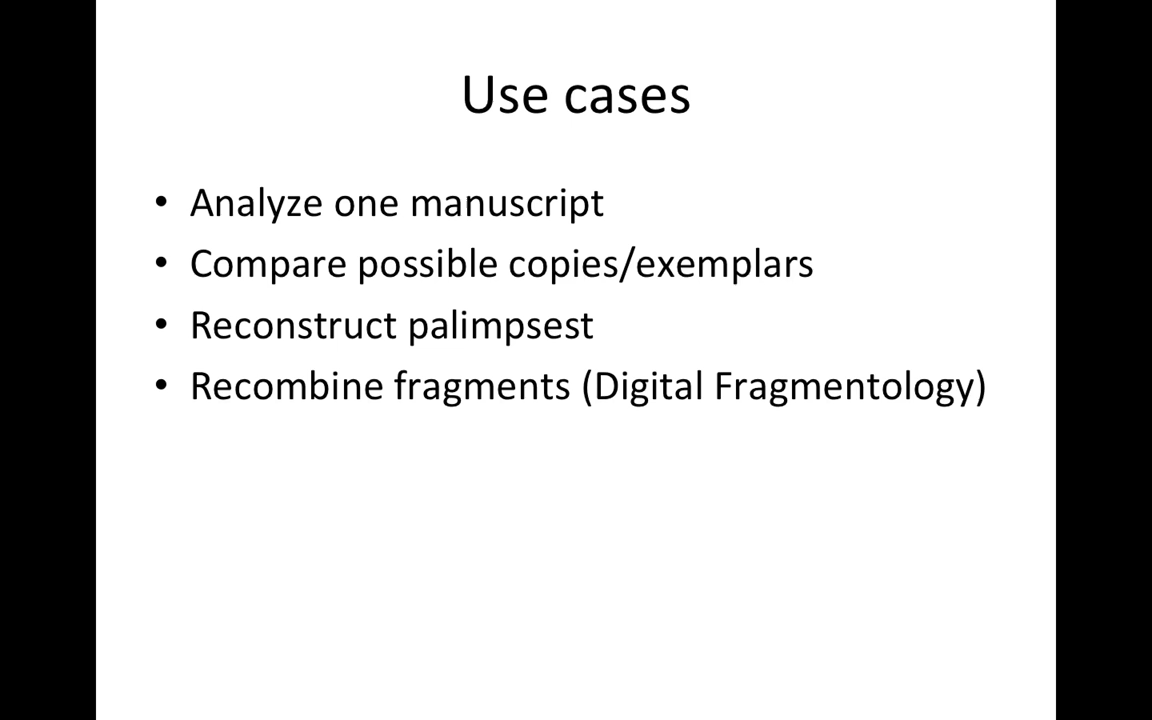 Use cases
• Analyze one manuscript
• Compare possible copies/exemplars
• Reconstruct palimpsest
• Recombine fragments (Digital Fragmentology)